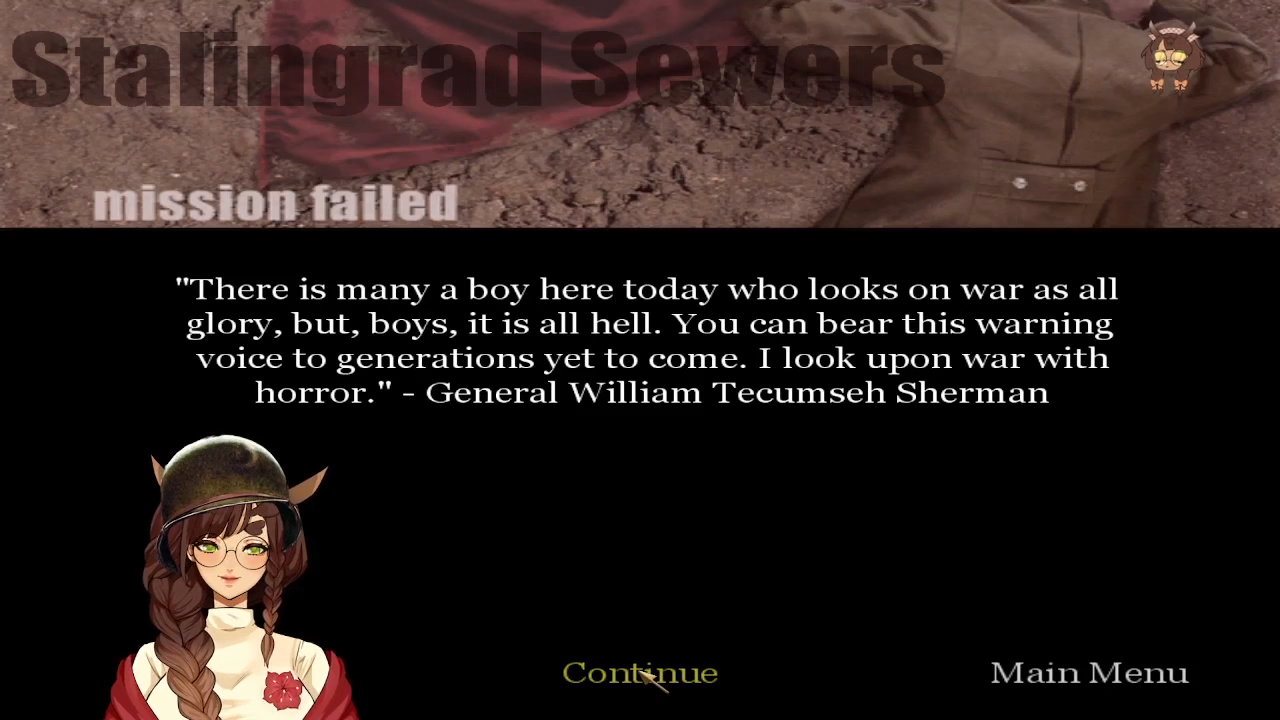 Stalingrad Sewers
mission failed
"There is many a boy here today who looks on war as all
glory, but, boys, it is all hell. You can bear this warning
voice to generations yet to come. I look upon war with
horror." - General William Tecumseh Sherman
Continue
Main Menu